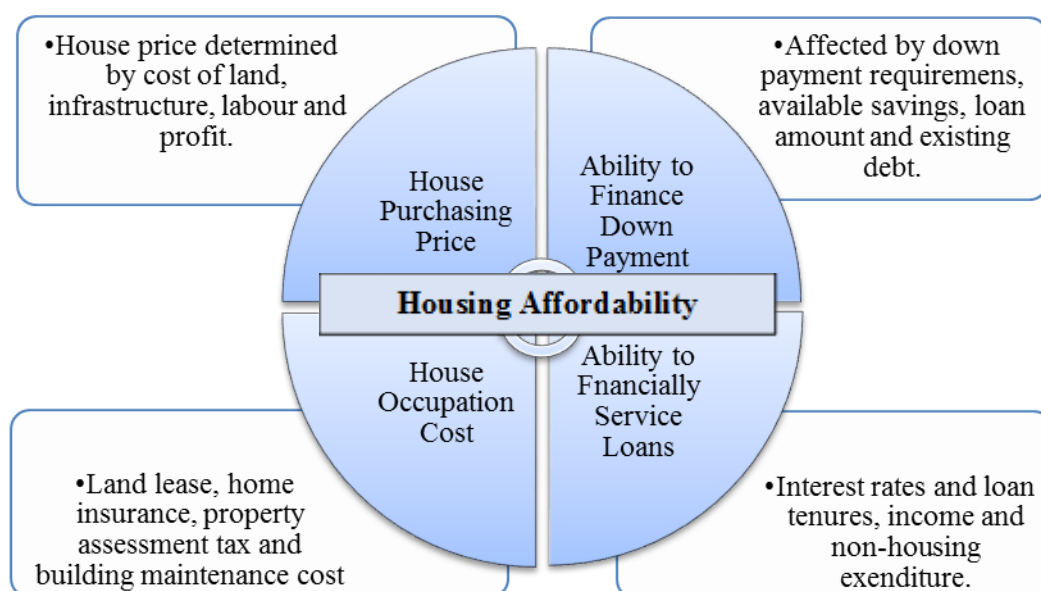 •House price determined
by cost of land,
infrastructure, labour and
profit.
•Affected by down
payment requiremens,
available savings, loan
amount and existing
debt.
House
Purchasing
Price
Ability to
Finance
Down
Payment
Housing Affordability
House
Occupation
Cost
Ability to
Fnancially
Service
Loans
•Land lease, home
insurance, property
assessment tax and
building maintenance cost
•Interest rates and loan
tenures, income and
non-housing
exenditure.